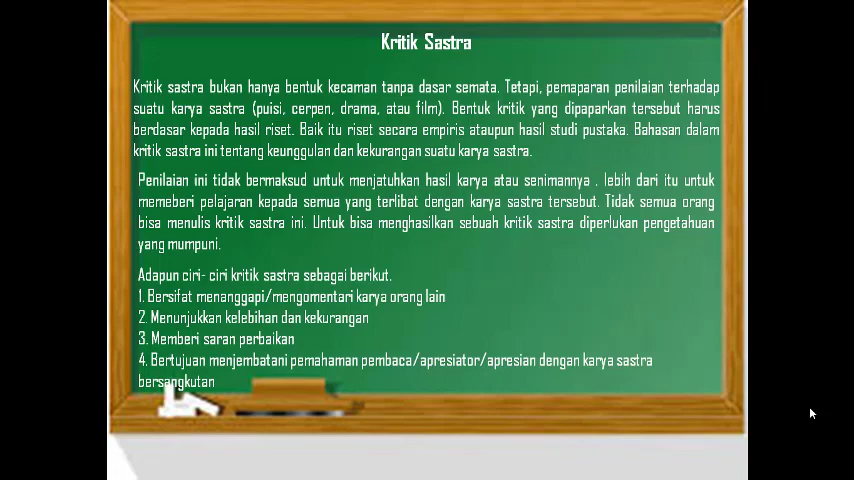 Kritik Sastra
Kritik sastra bukan hanya bentuk kecaman tanpa dasar semata. Tetapi, pemaparan penilaian terhadap
suatu karya sastra (puisi, cerpen, drama, atau film). Bentuk kritik yang dipaparkan tersebut harus
berdasar kepada hasil riset. Baik itu riset secara empiris ataupun hasil studi pustaka. Bahasan dalam
kritik sastra ini tentang keunggulan dan kekurangan suatu karya sastra.
Penilaian ini tidak bermaksud untuk menjatuhkan hasil karya atau senimannya . lebih dari itu untuk
memeberi pelajaran kepada semua yang terlibat dengan karya sastra tersebut. Tidak semua orang
bisa menulis kritik sastra ini. Untuk bisa menghasilkan sebuah kritik sastra diperlukan pengetahuan
yang mumpuni.
Adapun ciri- ciri kritik sastra sebagai berikut.
1. Bersifat menanggapi/mengomentari karya orang lain
2. Menunjukkan kelebihan dan kekurangan
3. Memberi saran perbaikan
4. Bertujuan menjembatani pemahaman pembaca/apresiator/apresian dengan karya sastra
bersangkutan